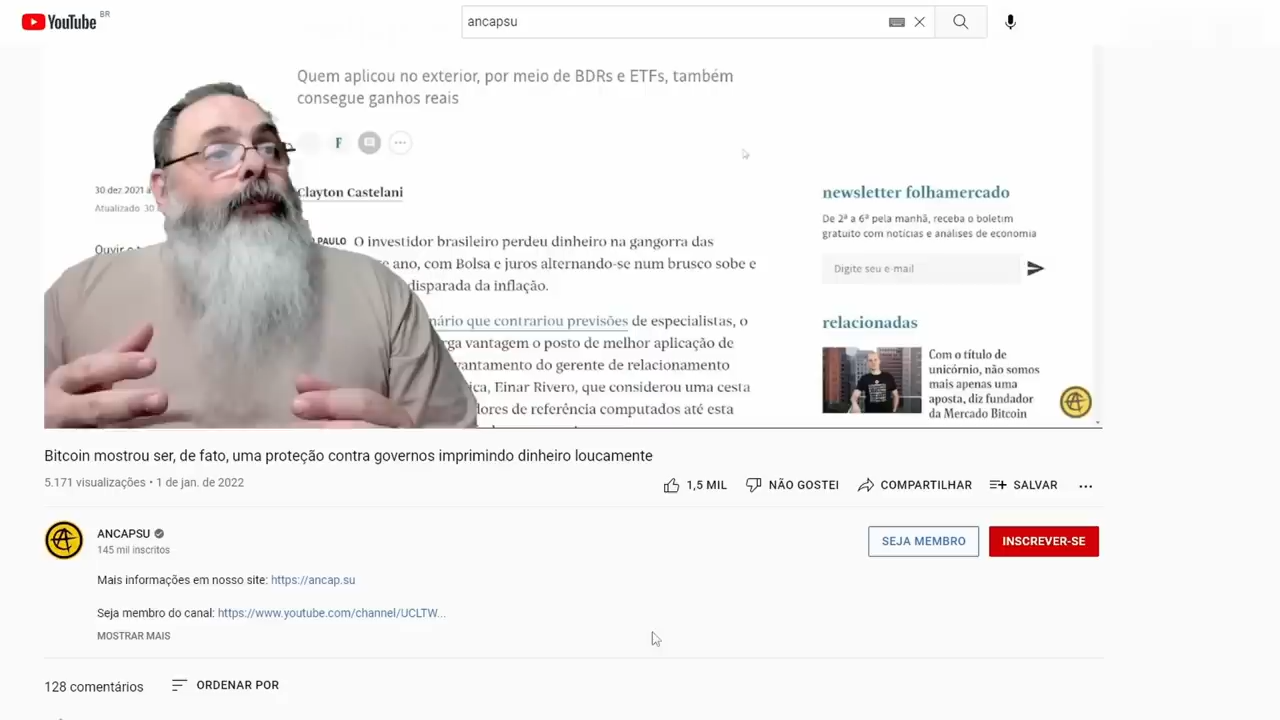 YouTube BR
ancapsu
Quem aplicou no exterior, por meio de BDRs e ETFs, também
consegue ganhos reais
F
30 dez.2021 à
Clayton Castelani
Atualizado 30
Ouvir o
PAULO O investidor brasileiro perdeu dinheiro na gangorra das
e ano, com Bolsa e juros alternando-se num brusco sobe e
disparada da inflação.
nário que contrariou previsões de especialistas, o
rga vantagem o posto de melhor aplicação de
vantamento do gerente de relacionamento
ica, Einar Rivero, que considerou uma cesta
dores de referência computados até esta
newsletter folhamercado
De 2ª a 6ª pela manhã, receba o boletim
gratuito com notícias e análises de economia
Digite seu e-mail
relacionadas
Com o título de
unicórnio, não somos
mais apenas uma
aposta, diz fundador
da Mercado Bitcoin
Bitcoin mostrou ser, de fato, uma proteção contra governos imprimindo dinheiro loucamente
5.171 visualizações • 1 de jan. de 2022
1,5 MIL
NÃO GOSTEI
COMPARTILHAR
SALVAR
ANCAPSU
145 mil inscritos
SEJA MEMBRO
INSCREVER-SE
Mais informações em nosso site: https://ancap.su
Seja membro do canal: https://www.youtube.com/channel/UCLTW...
MOSTRAR MAIS
128 comentários
ORDENAR POR